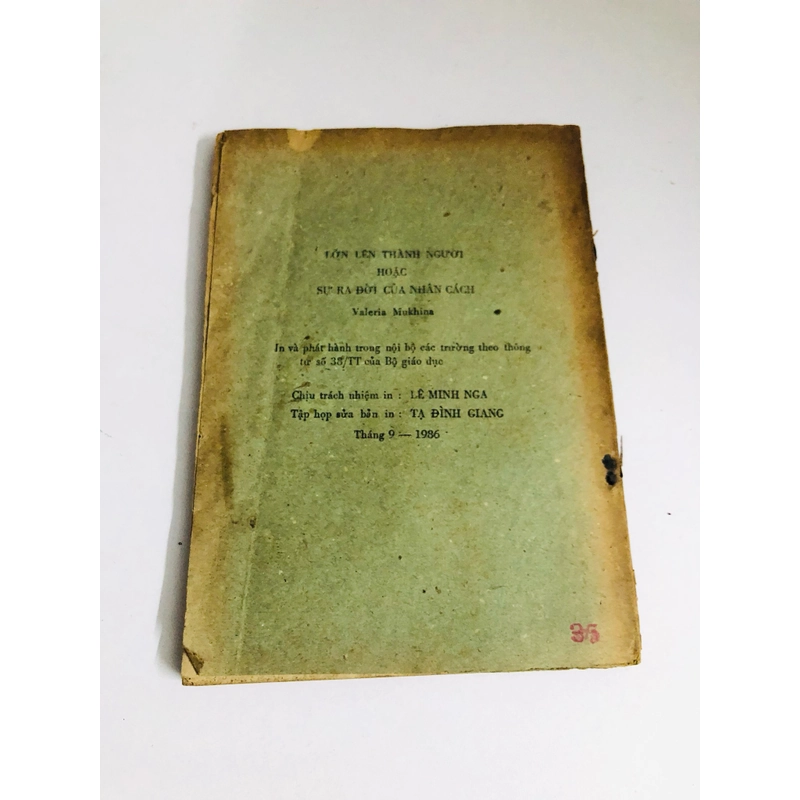 LỚN LÊN THÀNH NGƯỜI
HOẶC
SỰ RA ĐỜI CỦA NHÂN CÁCH
Valeria Mukhina
In và phát hành trong nội bộ các trường theo thông
tư số 38/TT của Bộ giáo dục
Chịu trách nhiệm in : LÊ MINH NGA
Tập họp sửa bản in : TẠ ĐÌNH GIANG
Tháng 9 — 1986
35